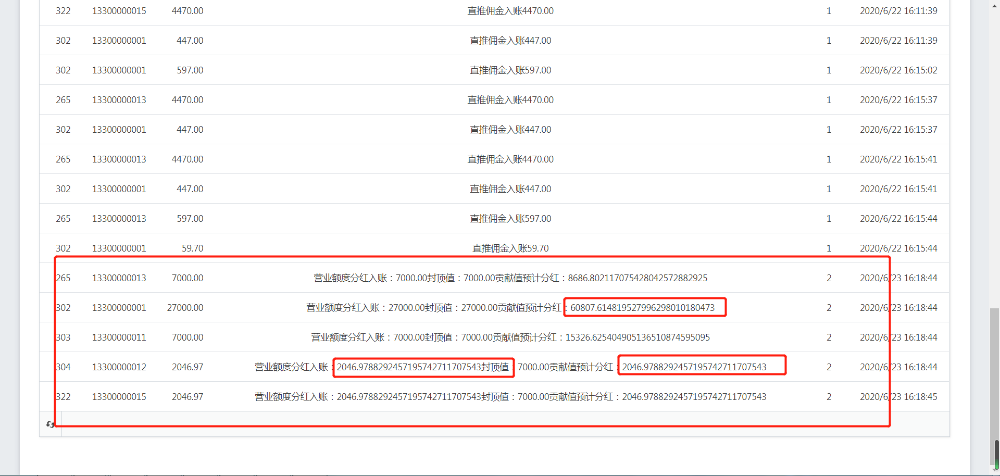 322 13300000015 4470.00 直推佣金入账4470.00 1 2020/6/22 16:11:39
302 13300000001 447.00 直推佣金入账447.00 1 2020/6/22 16:11:39
302 13300000001 597.00 直推佣金入账597.00 1 2020/6/22 16:15:02
265 13300000013 4470.00 直推佣金入账4470.00 1 2020/6/22 16:15:37
302 13300000001 447.00 直推佣金入账447.00 1 2020/6/22 16:15:37
265 13300000013 4470.00 直推佣金入账4470.00 1 2020/6/22 16:15:41
302 13300000001 447.00 直推佣金入账447.00 1 2020/6/22 16:15:41
265 13300000013 597.00 直推佣金入账597.00 1 2020/6/22 16:15:44
302 13300000001 59.70 直推佣金入账59.70 1 2020/6/22 16:15:44
265 13300000013 7000.00 营业额度分红入账：7000.00封顶值：7000.00贡献值预计分红：8686.802117075428042572882925 2 2020/6/23 16:18:44
302 13300000001 27000.00 营业额度分红入账：27000.00封顶值：27000.00贡献值预计分红：60807.614819527996298010180473 2 2020/6/23 16:18:44
303 13300000011 7000.00 营业额度分红入账：7000.00封顶值：7000.00贡献值预计分红：15326.625404905136510874595095 2 2020/6/23 16:18:44
304 13300000012 2046.97 营业额度分红入账：2046.9788292457195742711707543封顶值：7000.00贡献值预计分红：2046.9788292457195742711707543 2 2020/6/23 16:18:44
322 13300000015 2046.97 营业额度分红入账：2046.9788292457195742711707543封顶值：7000.00贡献值预计分红：2046.9788292457195742711707543 2 2020/6/23 16:18:45